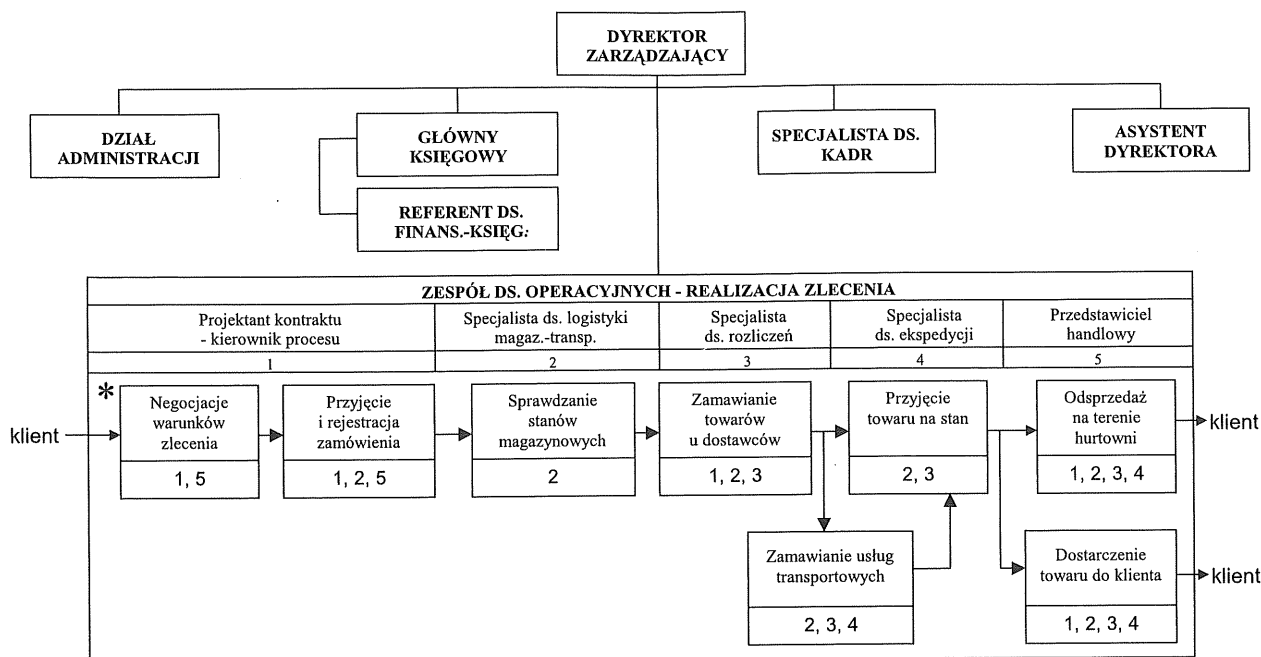 DYREKTOR
ZARZĄDZAJĄCY
DZIAŁ
ADMINISTRACJI
GŁÓWNY
KSIĘGOWY
SPECJALISTA DS.
KADR
ASYSTENT
DYREKTORA
REFERENT DS.
FINANS.-KSIĘG.
ZESPÓŁ DS. OPERACYJNYCH - REALIZACJA ZLECENIA
Projektant kontraktu
- kierownik procesu
Specjalista ds. logistyki
magaz.-transp.
Specjalista
ds. rozliczeń
Specjalista
ds. ekspedycji
Przedstawiciel
handlowy
1
2
3
4
5
*
klient
Negocjacje
warunków
zlecenia
1, 5
Przyjęcie
i rejestracja
zamówienia
1, 2, 5
Sprawdzanie
stanów
magazynowych
2
Zamawianie
towarów
u dostawców
1, 2, 3
Przyjęcie
towaru na stan
2, 3
Odsprzedaż
na terenie
hurtowni
1, 2, 3, 4
klient
Zamawianie usług
transportowych
2, 3, 4
Dostarczenie
towaru do klienta
1, 2, 3, 4
klient